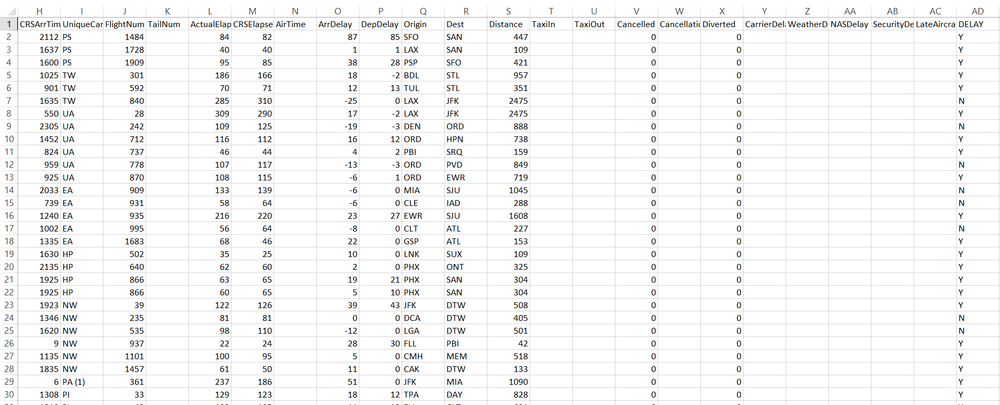 H I J K L M N O P Q R S T U V W X Y Z AA AB AC AD
1 CRSArrTim UniqueCar FlightNum TailNum ActualElap CRSElapse AirTime ArrDelay DepDelay Origin Dest Distance TaxiIn TaxiOut Cancelled Cancellatic Diverted CarrierDel WeatherD NASDelay SecurityDe LateAircra DELAY
2 2112 PS 1484 84 82 87 85 SFO SAN 447 0 0 Y
3 1637 PS 1728 40 40 1 1 LAX SAN 109 0 0 Y
4 1600 PS 1909 95 85 38 28 PSP SFO 421 0 0 Y
5 1025 TW 301 186 166 18 -2 BDL STL 957 0 0 Y
6 901 TW 592 70 71 12 13 TUL STL 351 0 0 Y
7 1635 TW 840 285 310 -25 0 LAX JFK 2475 0 0 N
8 550 UA 28 309 290 17 -2 LAX JFK 2475 0 0 Y
9 2305 UA 242 109 125 -19 -3 DEN ORD 888 0 0 N
10 1452 UA 712 116 112 16 12 ORD HPN 738 0 0 Y
11 824 UA 737 46 44 4 2 PBI SRQ 159 0 0 Y
12 959 UA 778 107 117 -13 -3 ORD PVD 849 0 0 N
13 925 UA 870 108 115 -6 1 ORD EWR 719 0 0 Y
14 2033 EA 909 133 139 -6 0 MIA SJU 1045 0 0 N
15 739 EA 931 58 64 -6 0 CLE IAD 288 0 0 N
16 1240 EA 935 216 220 23 27 EWR SJU 1608 0 0 Y
17 1002 EA 995 56 64 -8 0 CLT ATL 227 0 0 N
18 1335 EA 1683 68 46 22 0 GSP ATL 153 0 0 Y
19 1630 HP 502 35 25 10 0 LNK SUX 109 0 0 Y
20 2135 HP 640 62 60 2 0 PHX ONT 325 0 0 Y
21 1925 HP 866 63 65 19 21 PHX SAN 304 0 0 Y
22 1925 HP 866 60 65 5 10 PHX SAN 304 0 0 Y
23 1923 NW 39 122 126 39 43 JFK DTW 508 0 0 Y
24 1346 NW 235 81 81 0 0 DCA DTW 405 0 0 N
25 1620 NW 535 98 110 -12 0 LGA DTW 501 0 0 N
26 9 NW 937 22 24 28 30 FLL PBI 42 0 0 Y
27 1135 NW 1101 100 95 5 0 CMH MEM 518 0 0 Y
28 1835 NW 1457 61 50 11 0 CAK DTW 133 0 0 Y
29 6 PA (1) 361 237 186 51 0 JFK MIA 1090 0 0 Y
30 1308 PI 33 129 123 18 12 TPA DAY 828 0 0 Y